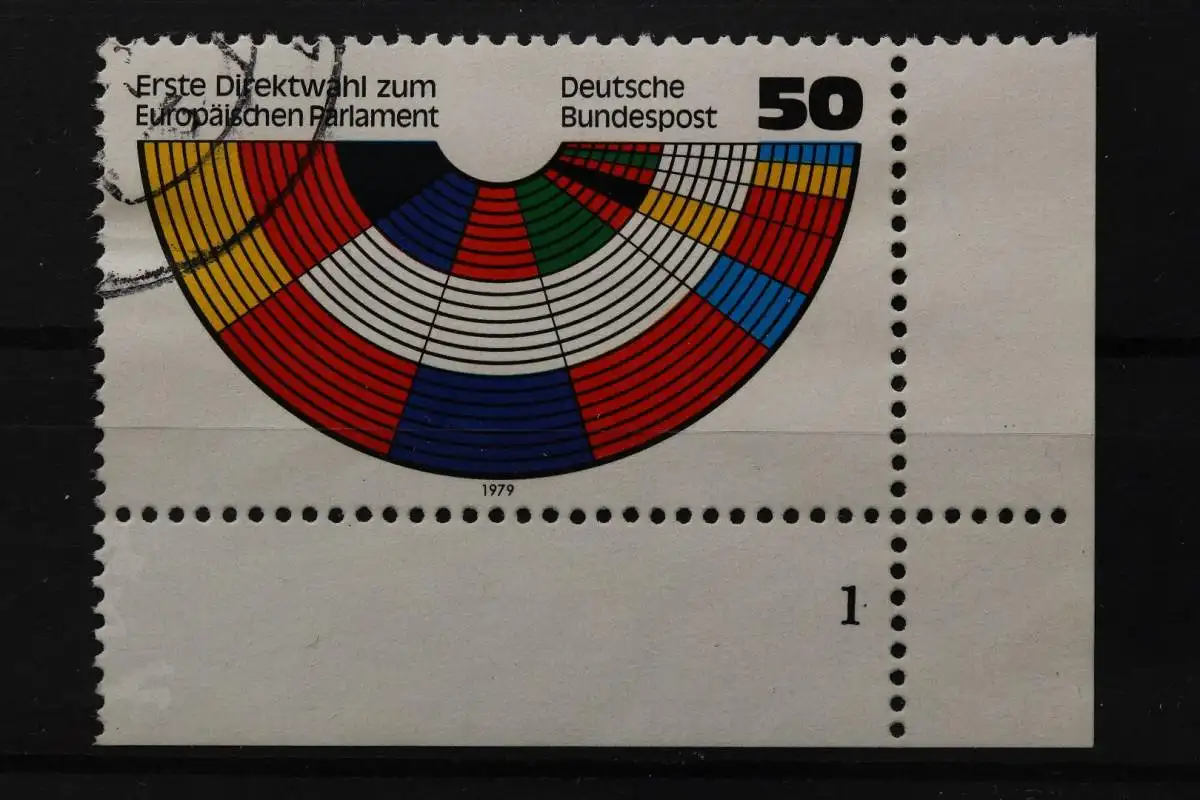 Erste Direktwahl zum
Europäischen Parlament
Deutsche
Bundespost
50
1979
1